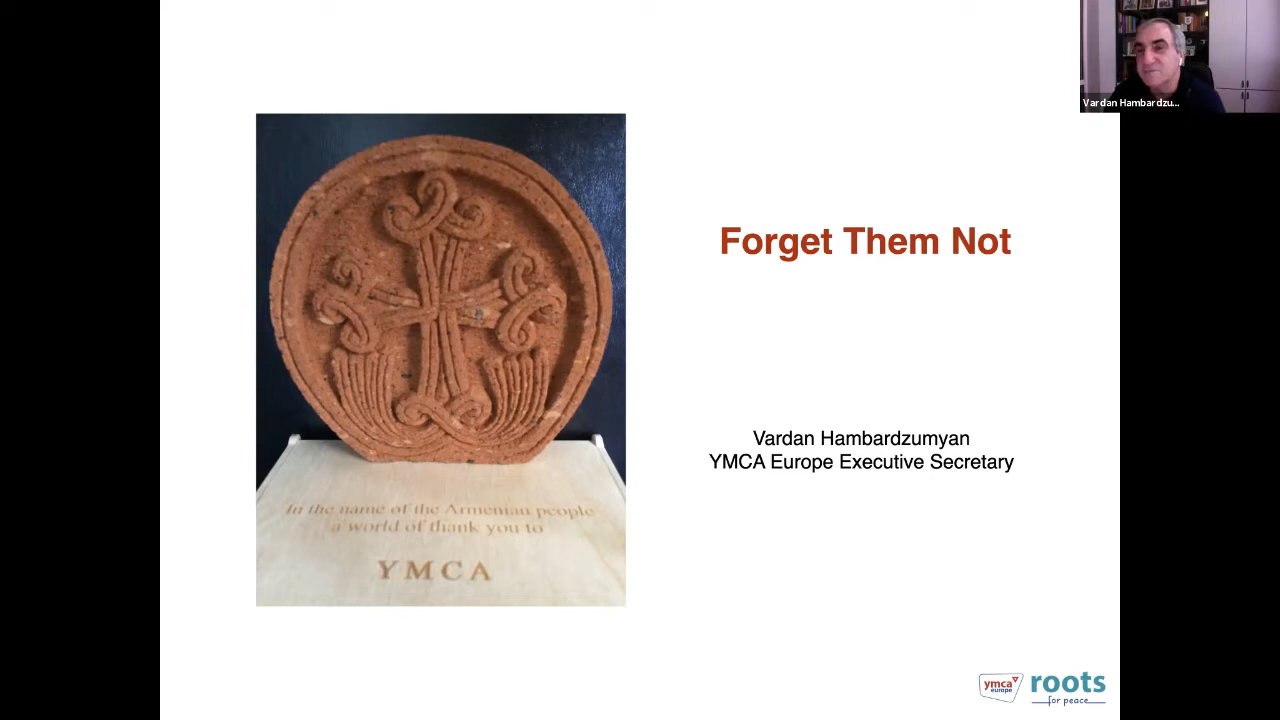 Vardan Hambardzu...
Forget Them Not
Vardan Hambardzumyan
YMCA Europe Executive Secretary
In the name of the Armenian people
a world of thank you to
YMCA
ymca
europe
roots
for peace